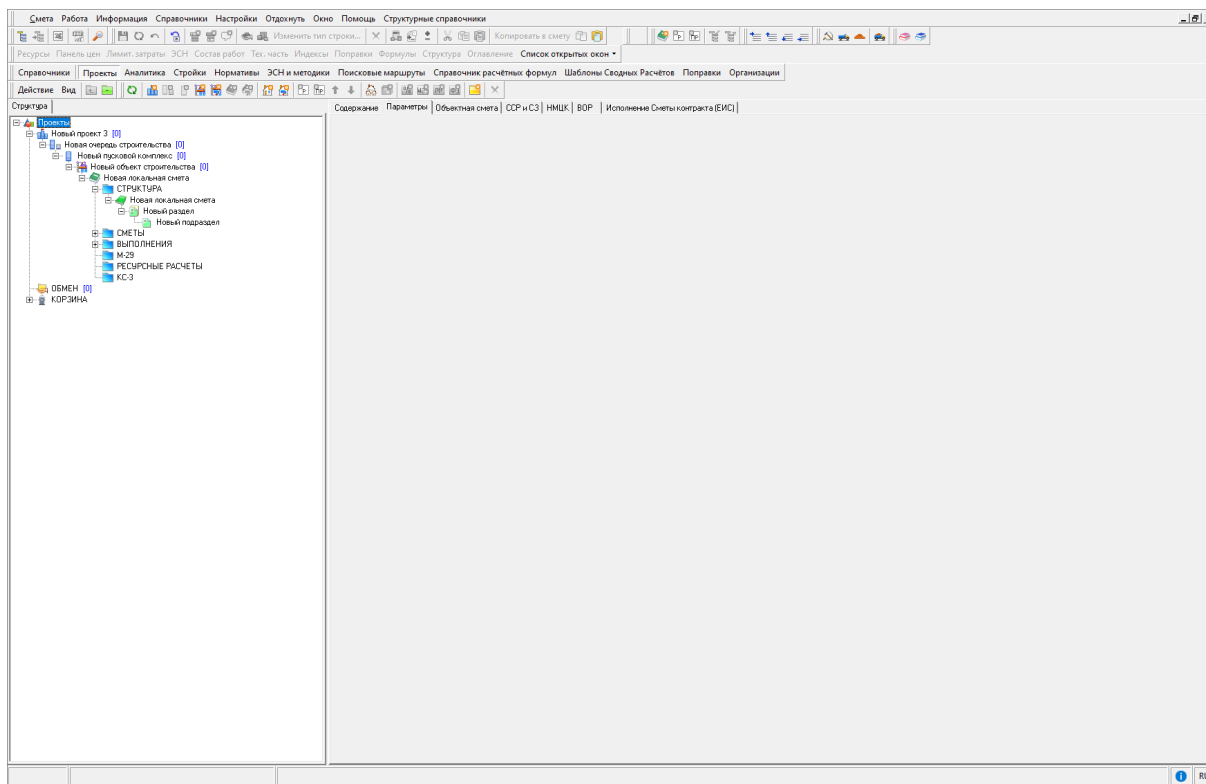 Смета Работа Информация Справочники Настройки Отдохнуть Окно Помощь Структурные справочники
Изменить тип строки... Копировать в смету
Ресурсы Панель цен Лимит. затраты ЭСН Состав работ Тех. часть Индексы Поправки Формулы Структура Оглавление Список открытых окон
Справочники Проекты Аналитика Стройки Нормативы ЭСН и методики Поисковые маршруты Справочник расчётных формул Шаблоны Сводных Расчётов Поправки Организации
Действие Вид
Структура
Содержание Параметры Объектная смета ССР и СЗ НМЦК ВОР Исполнение Сметы контракта (ЕИС)
Проекты
Новый проект 3 [0]
Новая очередь строительства [0]
Новый пусковой комплекс [0]
Новый объект строительства [0]
Новая локальная смета
СТРУКТУРА
Новая локальная смета
Новый раздел
Новый подраздел
СМЕТЫ
ВЫПОЛНЕНИЯ
М-29
РЕСУРСНЫЕ РАСЧЕТЫ
КС-3
ОБМЕН [0]
КОРЗИНА